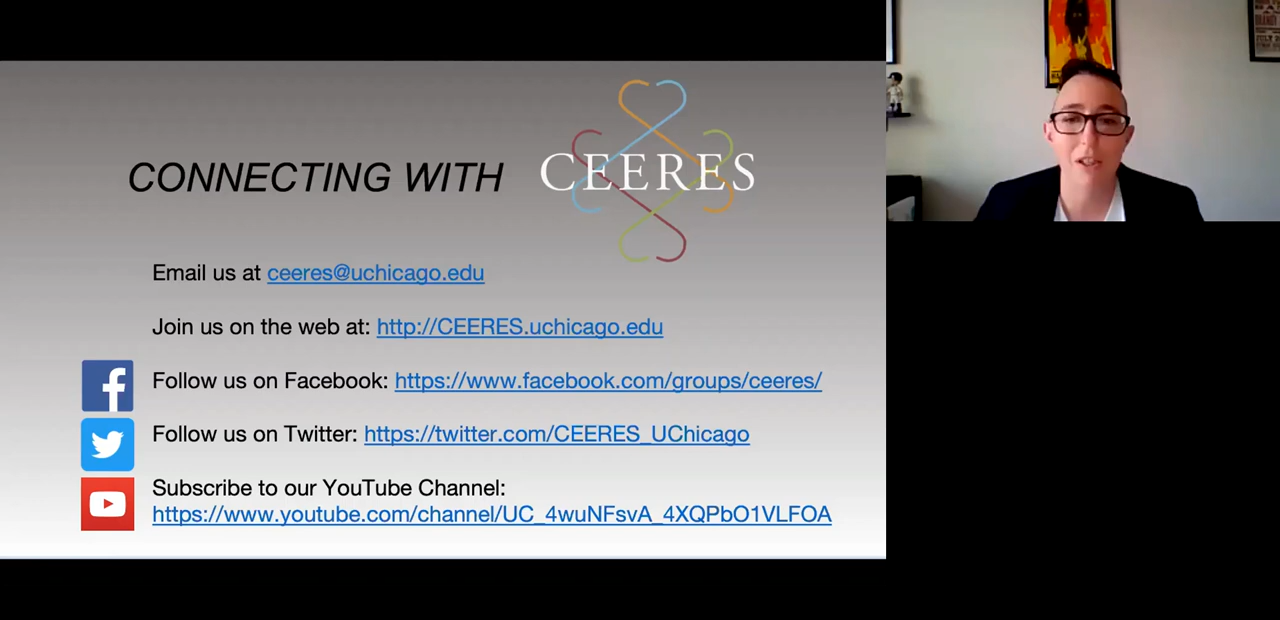 CONNECTING WITH CEERES
Email us at ceeres@uchicago.edu
Join us on the web at: http://CEERES.uchicago.edu
Follow us on Facebook: https://www.facebook.com/groups/ceeres/
Follow us on Twitter: https://twitter.com/CEERES_UChicago
Subscribe to our YouTube Channel:
https://www.youtube.com/channel/UC_4wuNFsvA_4XQPbO1VLFOA